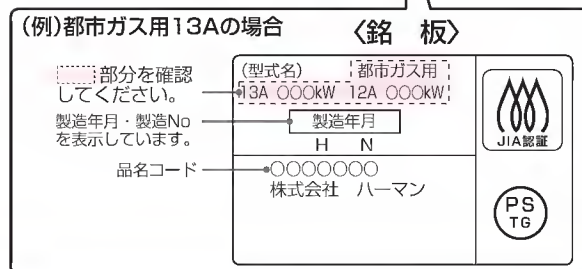 (例)都市ガス用13Aの場合
〈銘 板〉
部分を確認
してください。
製造年月・製造No
を表示しています。
品名コード
(型式名) 都市ガス用
13A ○○○kW 12A ○○○kW
製造年月
H N
○○○○○○○
株式会社 ハーマン
JIA認証
PS
TG